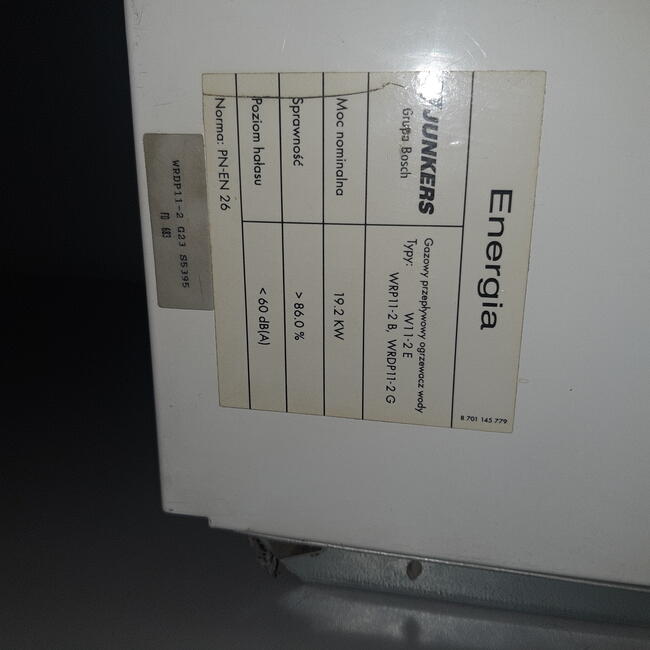 Energia
8 701 145 779
JUNKERS
Grupa Bosch
Gazowy przepływowy ogrzewacz wody
Typy: W11-2 E
WRP11-2 B, WRDP11-2 G
Moc nominalna 19.2 KW
Sprawność > 86.0 %
Poziom hałasu < 60 dB(A)
Norma: PN-EN 26
WRDP11-2 G23 S5395
FD 683